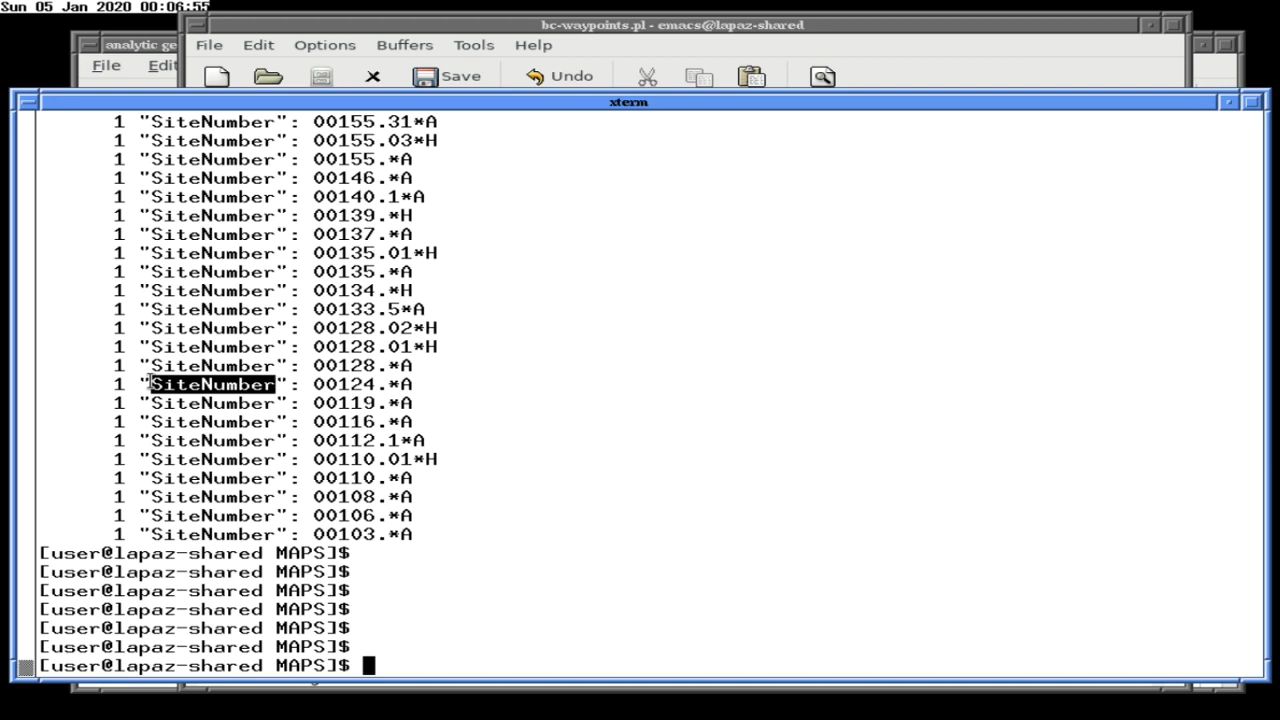 Sun 05 Jan 2020 00:06:55
bc-waypoints.pl - emacs@lapaz-shared
analytic ge
File Edit Options Buffers Tools Help
File Edit
Save Undo
xterm
1 "SiteNumber": 00155.31*A
1 "SiteNumber": 00155.03*H
1 "SiteNumber": 00155.*A
1 "SiteNumber": 00146.*A
1 "SiteNumber": 00140.1*A
1 "SiteNumber": 00139.*H
1 "SiteNumber": 00137.*A
1 "SiteNumber": 00135.01*H
1 "SiteNumber": 00135.*A
1 "SiteNumber": 00134.*H
1 "SiteNumber": 00133.5*A
1 "SiteNumber": 00128.02*H
1 "SiteNumber": 00128.01*H
1 "SiteNumber": 00128.*A
1 "SiteNumber": 00124.*A
1 "SiteNumber": 00119.*A
1 "SiteNumber": 00116.*A
1 "SiteNumber": 00112.1*A
1 "SiteNumber": 00110.01*H
1 "SiteNumber": 00110.*A
1 "SiteNumber": 00108.*A
1 "SiteNumber": 00106.*A
1 "SiteNumber": 00103.*A
[user@lapaz-shared MAPS]$
[user@lapaz-shared MAPS]$
[user@lapaz-shared MAPS]$
[user@lapaz-shared MAPS]$
[user@lapaz-shared MAPS]$
[user@lapaz-shared MAPS]$
[user@lapaz-shared MAPS]$